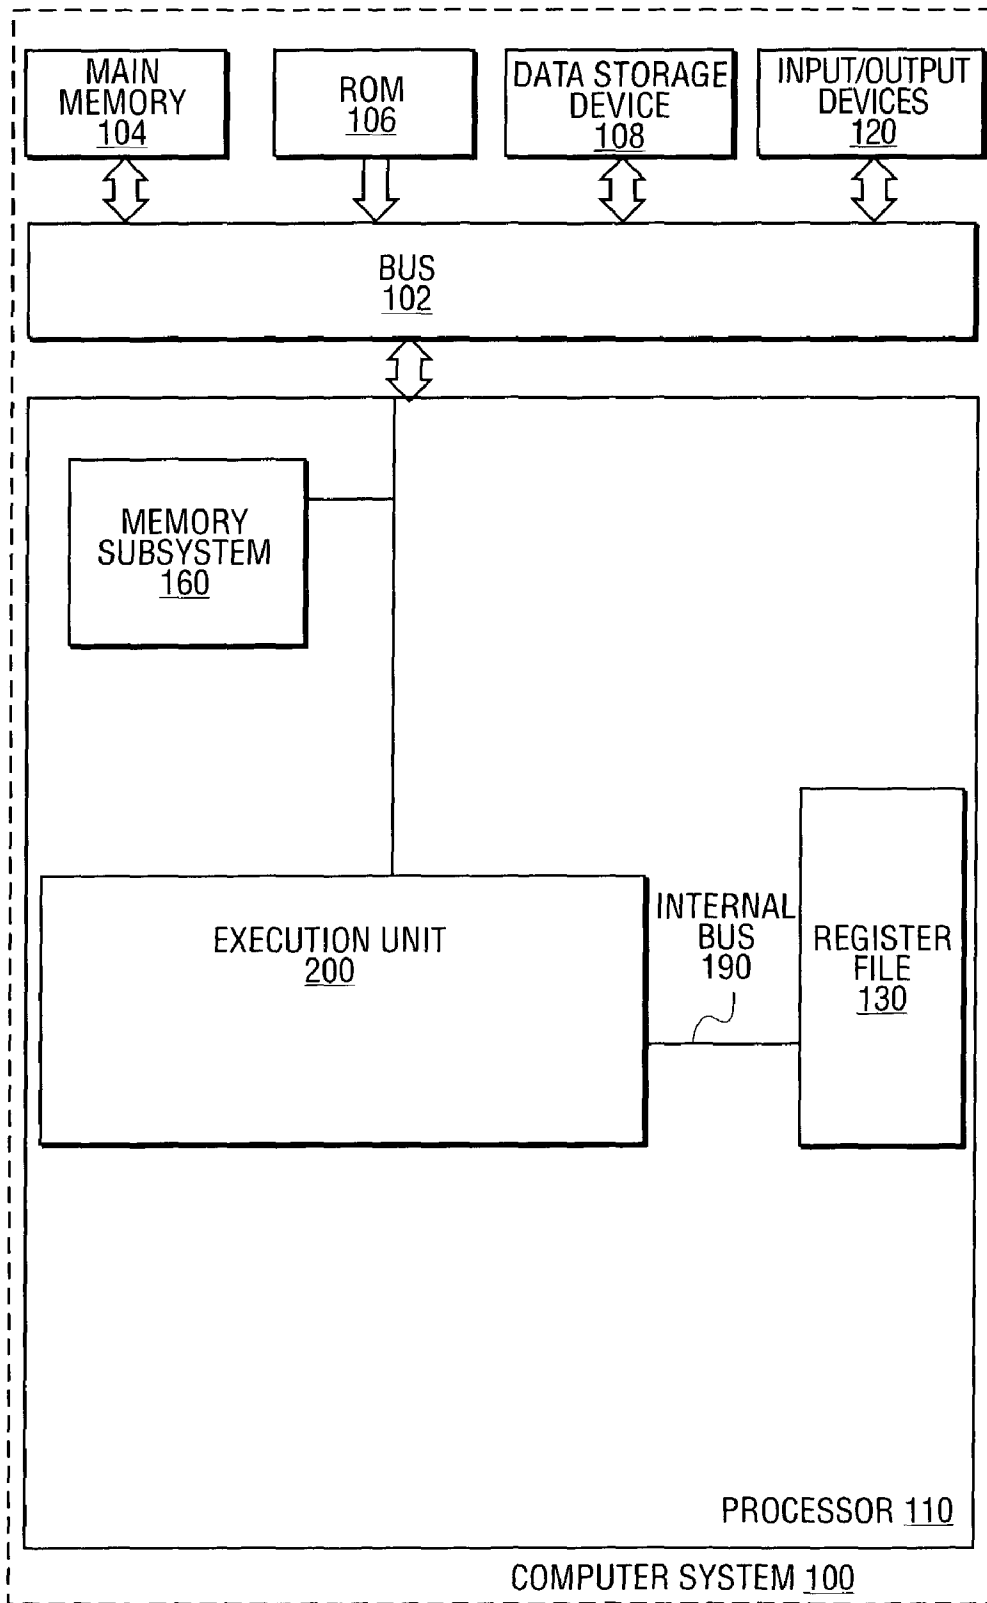 MAIN
MEMORY
104
ROM
106
DATA STORAGE
DEVICE
108
INPUT/OUTPUT
DEVICES
120
BUS
102
MEMORY
SUBSYSTEM
160
EXECUTION UNIT
200
INTERNAL
BUS
190
REGISTER
FILE
130
PROCESSOR 110
COMPUTER SYSTEM 100